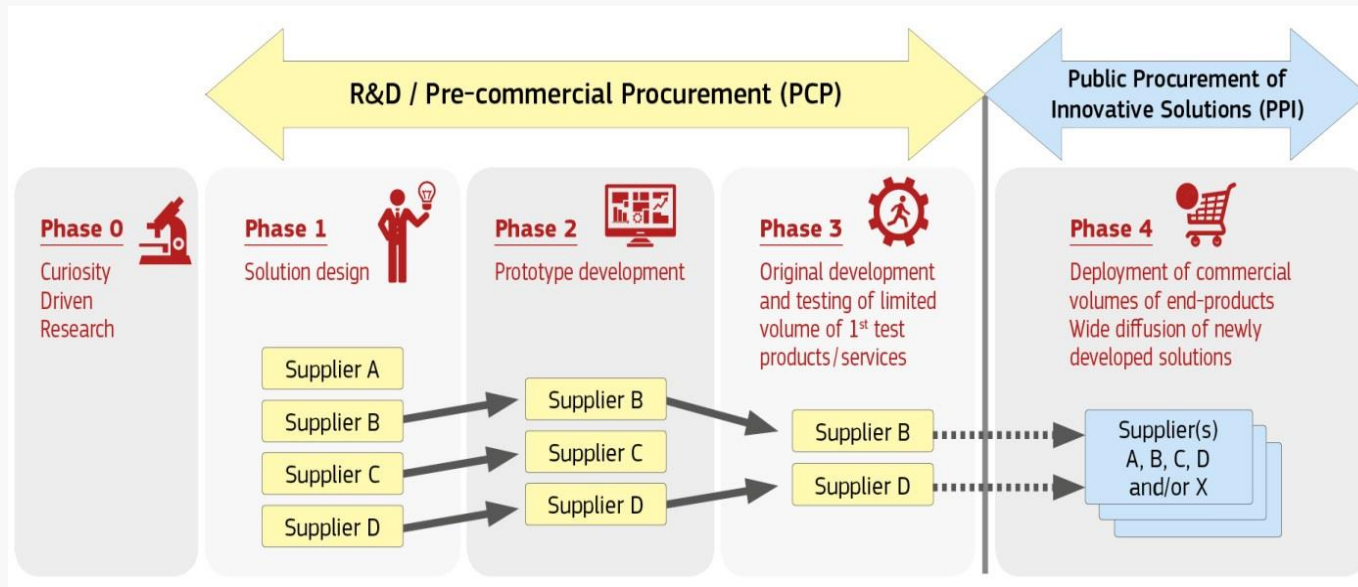 R&D / Pre-commercial Procurement (PCP)
Public Procurement of
Innovative Solutions (PPI)
Phase 0
Curiosity
Driven
Research
Phase 1
Solution design
Supplier A
Supplier B
Supplier C
Supplier D
Phase 2
Prototype development
Supplier B
Supplier C
Supplier D
Phase 3
Original development
and testing of limited
volume of 1st test
products/services
Supplier B
Supplier D
Phase 4
Deployment of commercial
volumes of end-products
Wide diffusion of newly
developed solutions
Supplier(s)
A, B, C, D
and/or X